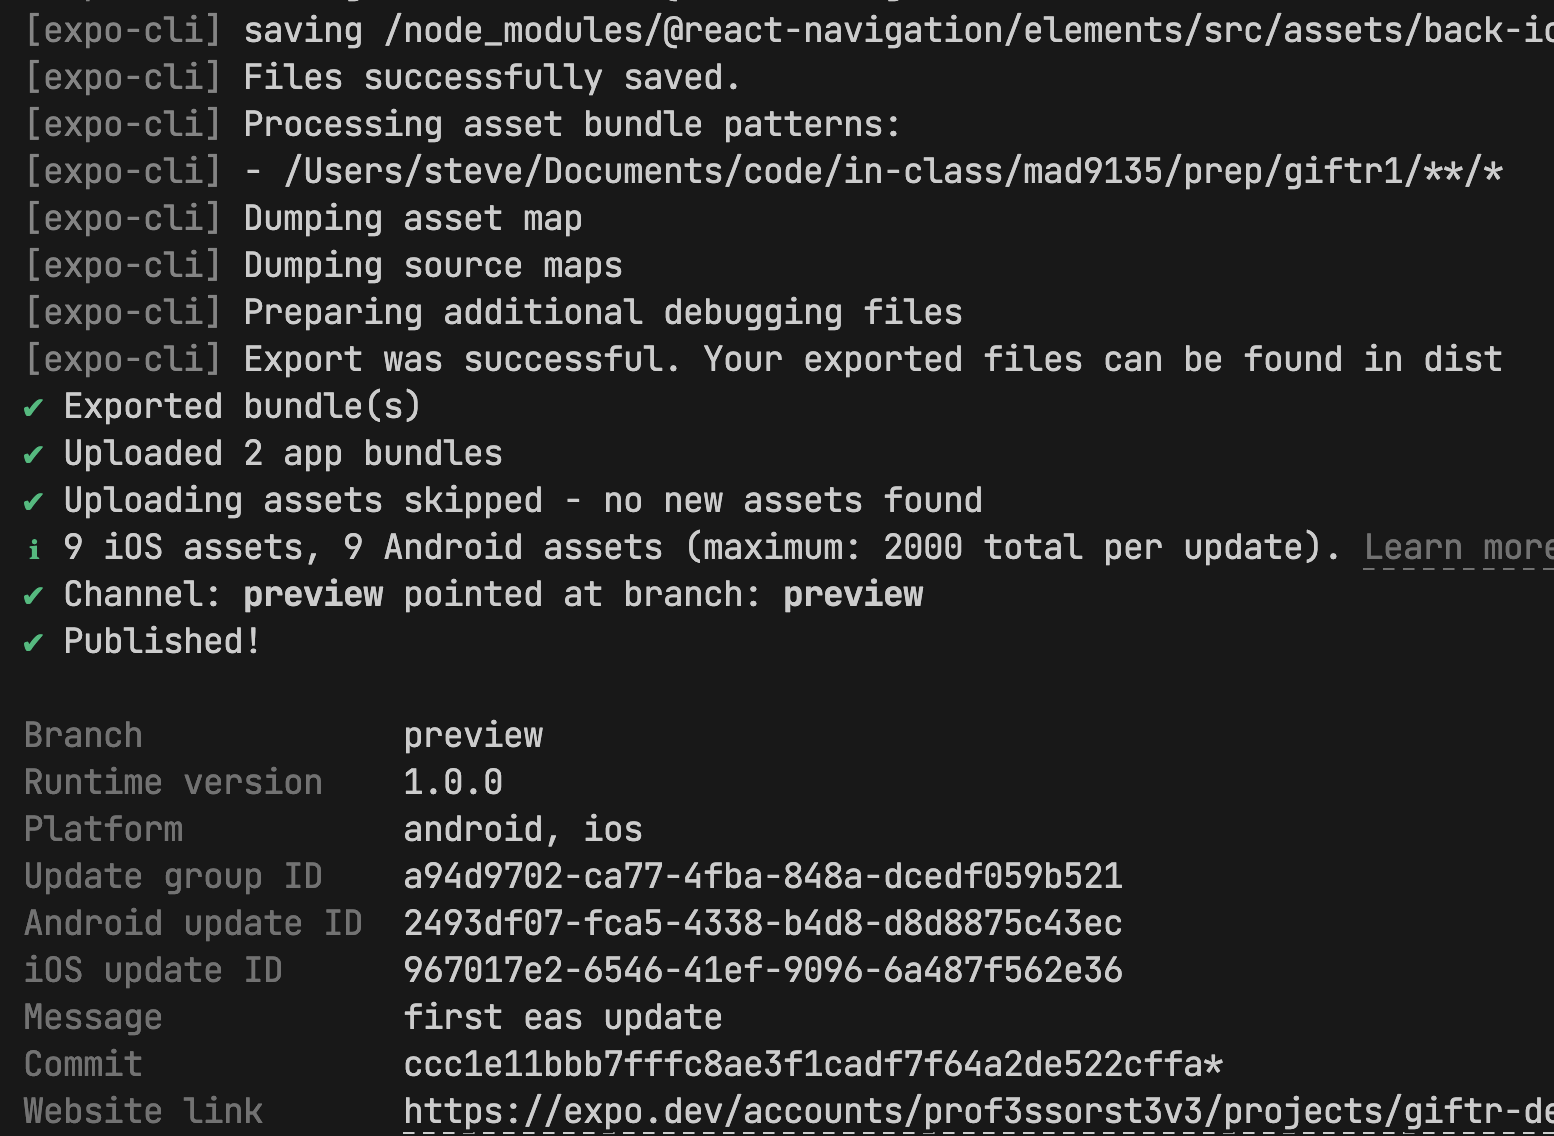 [expo-cli] saving /node_modules/@react-navigation/elements/src/assets/back-ic
[expo-cli] Files successfully saved.
[expo-cli] Processing asset bundle patterns:
[expo-cli] - /Users/steve/Documents/code/in-class/mad9135/prep/giftr1/**/*
[expo-cli] Dumping asset map
[expo-cli] Dumping source maps
[expo-cli] Preparing additional debugging files
[expo-cli] Export was successful. Your exported files can be found in dist
✔ Exported bundle(s)
✔ Uploaded 2 app bundles
✔ Uploading assets skipped - no new assets found
ℹ 9 iOS assets, 9 Android assets (maximum: 2000 total per update). Learn more
✔ Channel: preview pointed at branch: preview
✔ Published!
Branch preview
Runtime version 1.0.0
Platform android, ios
Update group ID a94d9702-ca77-4fba-848a-dcedf059b521
Android update ID 2493df07-fca5-4338-b4d8-d8d8875c43ec
iOS update ID 967017e2-6546-41ef-9096-6a487f562e36
Message first eas update
Commit ccc1e11bbb7fffc8ae3f1cadf7f64a2de522cffa*
Website link https://expo.dev/accounts/prof3ssorst3v3/projects/giftr-de